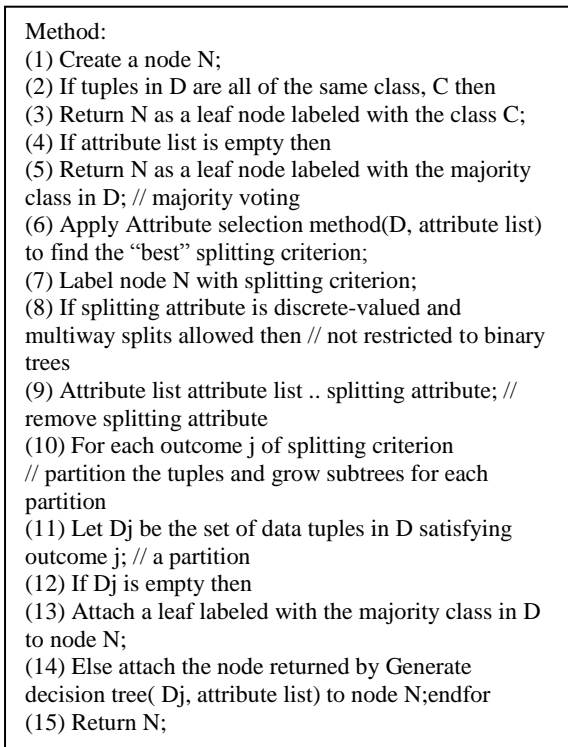 Method:
(1) Create a node N;
(2) If tuples in D are all of the same class, C then
(3) Return N as a leaf node labeled with the class C;
(4) If attribute list is empty then
(5) Return N as a leaf node labeled with the majority
class in D; // majority voting
(6) Apply Attribute selection method(D, attribute list)
to find the “best” splitting criterion;
(7) Label node N with splitting criterion;
(8) If splitting attribute is discrete-valued and
multiway splits allowed then // not restricted to binary
trees
(9) Attribute list attribute list .. splitting attribute; //
remove splitting attribute
(10) For each outcome j of splitting criterion
// partition the tuples and grow subtrees for each
partition
(11) Let Dj be the set of data tuples in D satisfying
outcome j; // a partition
(12) If Dj is empty then
(13) Attach a leaf labeled with the majority class in D
to node N;
(14) Else attach the node returned by Generate
decision tree( Dj, attribute list) to node N;endfor
(15) Return N;